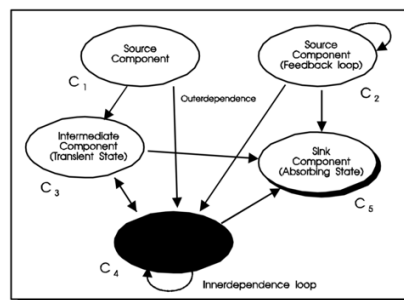 Source
Component
C1
Source
Component
(Feedback loop)
C2
Outerdependence
Intermediate
Component
(Transient State)
C3
Sink
Component
(Absorbing State)
C5
C4
Innerdependence loop